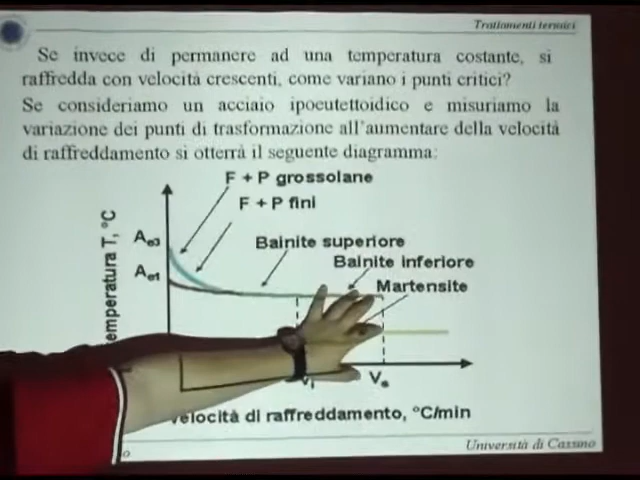 Trattamenti termici
Se invece di permanere ad una temperatura costante, si
raffredda con velocità crescenti, come variano i punti critici?
Se consideriamo un acciaio ipoeutettoidico e misuriamo la
variazione dei punti di trasformazione all'aumentare della velocità
di raffreddamento si otterrà il seguente diagramma:
F + P grossolane
F + P fini
Ae3
Bainite superiore
Bainite inferiore
Ae1
Martensite
emperatura T, °C
Vs
velocità di raffreddamento, °C/min
Università di Cassino